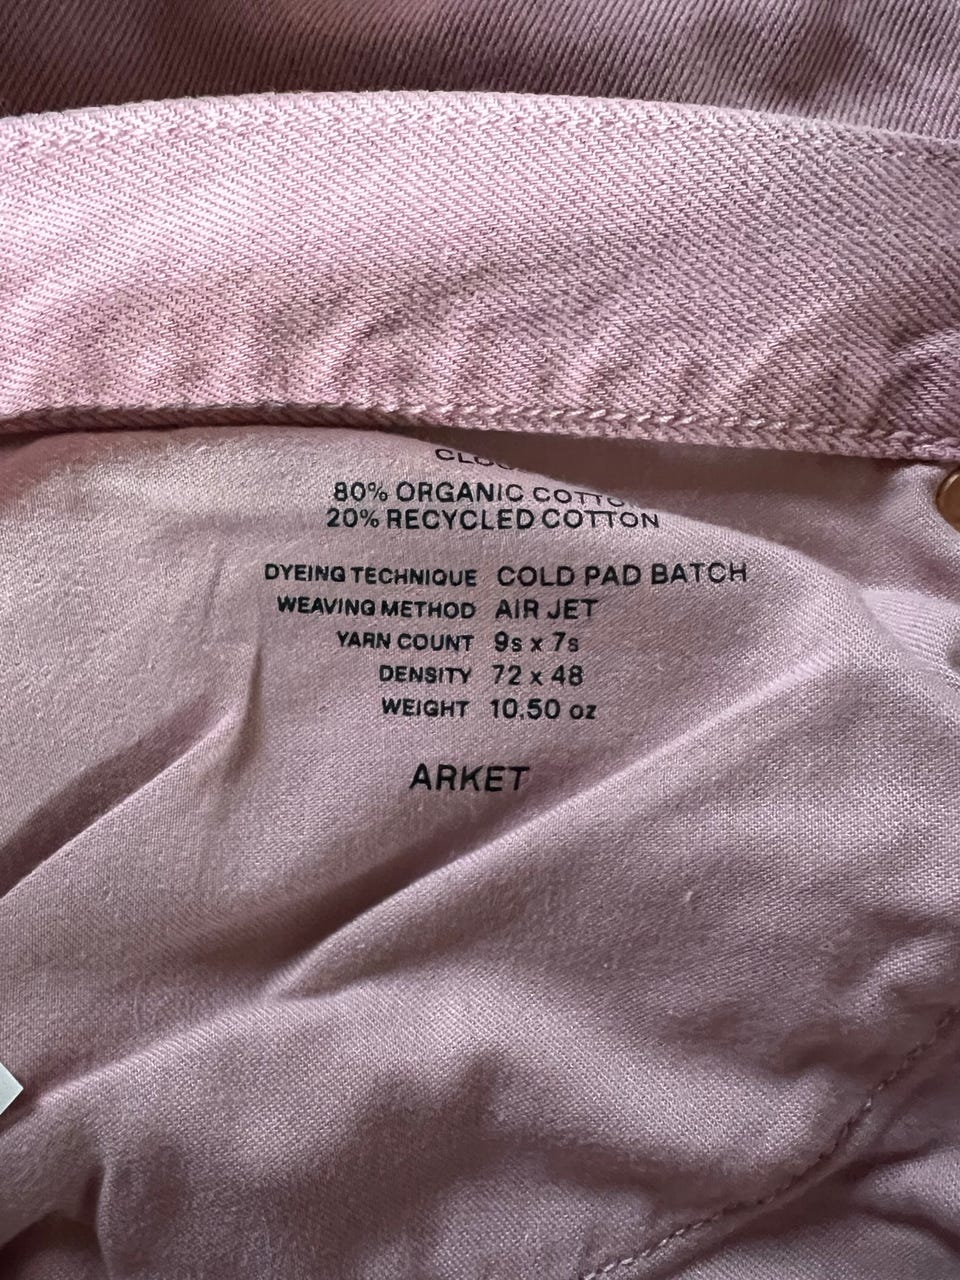 80% ORGANIC COTTO
20% RECYCLED COTTON
DYEING TECHNIQUE COLD PAD BATCH
WEAVING METHOD AIR JET
YARN COUNT 9s x 7s
DENSITY 72 x 48
WEIGHT 10.50 oz
ARKET